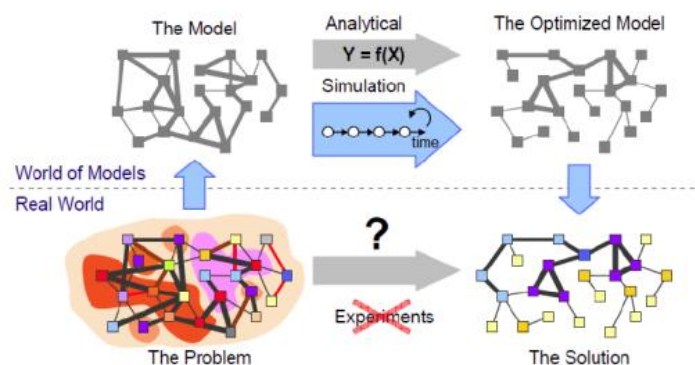 The Model
Analytical
The Optimized Model
Y = f(X)
Simulation
time
World of Models
Real World
?
Experiments
The Problem
The Solution